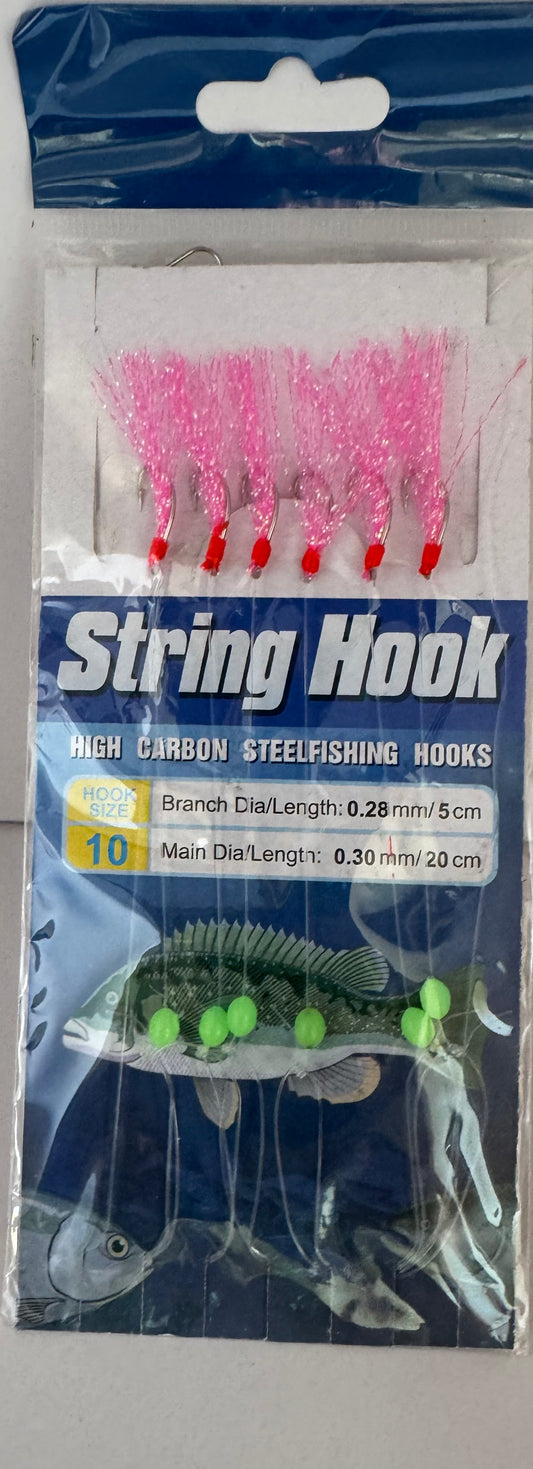 String Hook
HIGH CARBON STEELFISHING HOOKS
HOOK
SIZE
10
Branch Dia/Length: 0.28 mm/ 5 cm
Main Dia/Length: 0.30 mm/ 20 cm